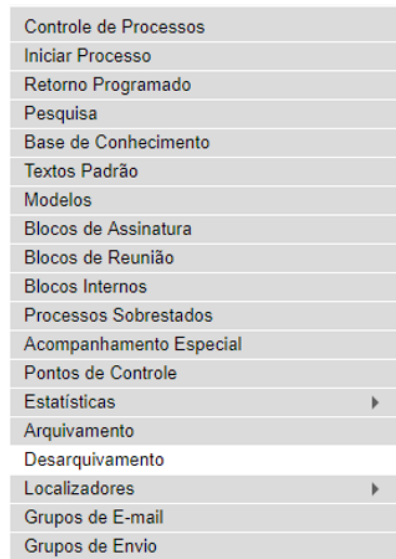 Controle de Processos
Iniciar Processo
Retorno Programado
Pesquisa
Base de Conhecimento
Textos Padrão
Modelos
Blocos de Assinatura
Blocos de Reunião
Blocos Internos
Processos Sobrestados
Acompanhamento Especial
Pontos de Controle
Estatísticas
Arquivamento
Desarquivamento
Localizadores
Grupos de E-mail
Grupos de Envio